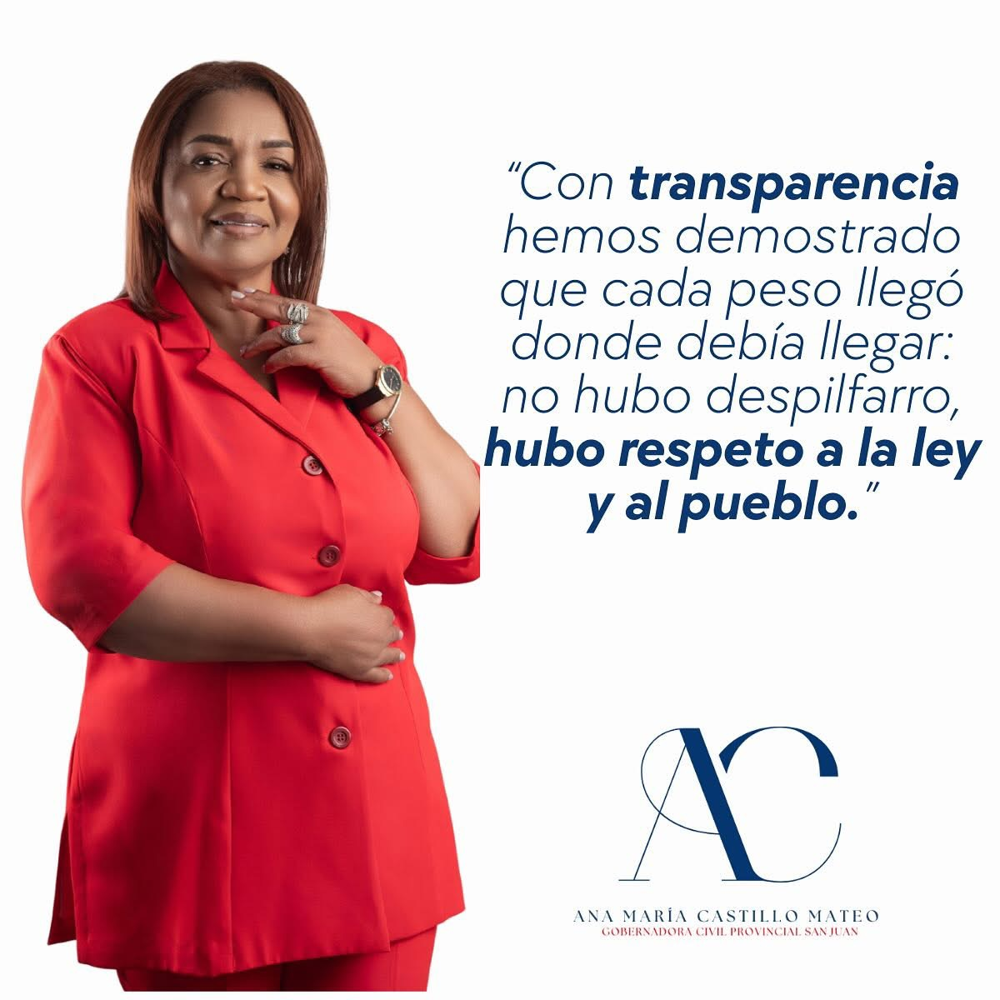 “Con transparencia
hemos demostrado
que cada peso llegó
donde debía llegar:
no hubo despilfarro,
hubo respeto a la ley
y al pueblo.”
AC
ANA MARÍA CASTILLO MATEO
GOBERNADORA CIVIL PROVINCIAL SAN JUAN